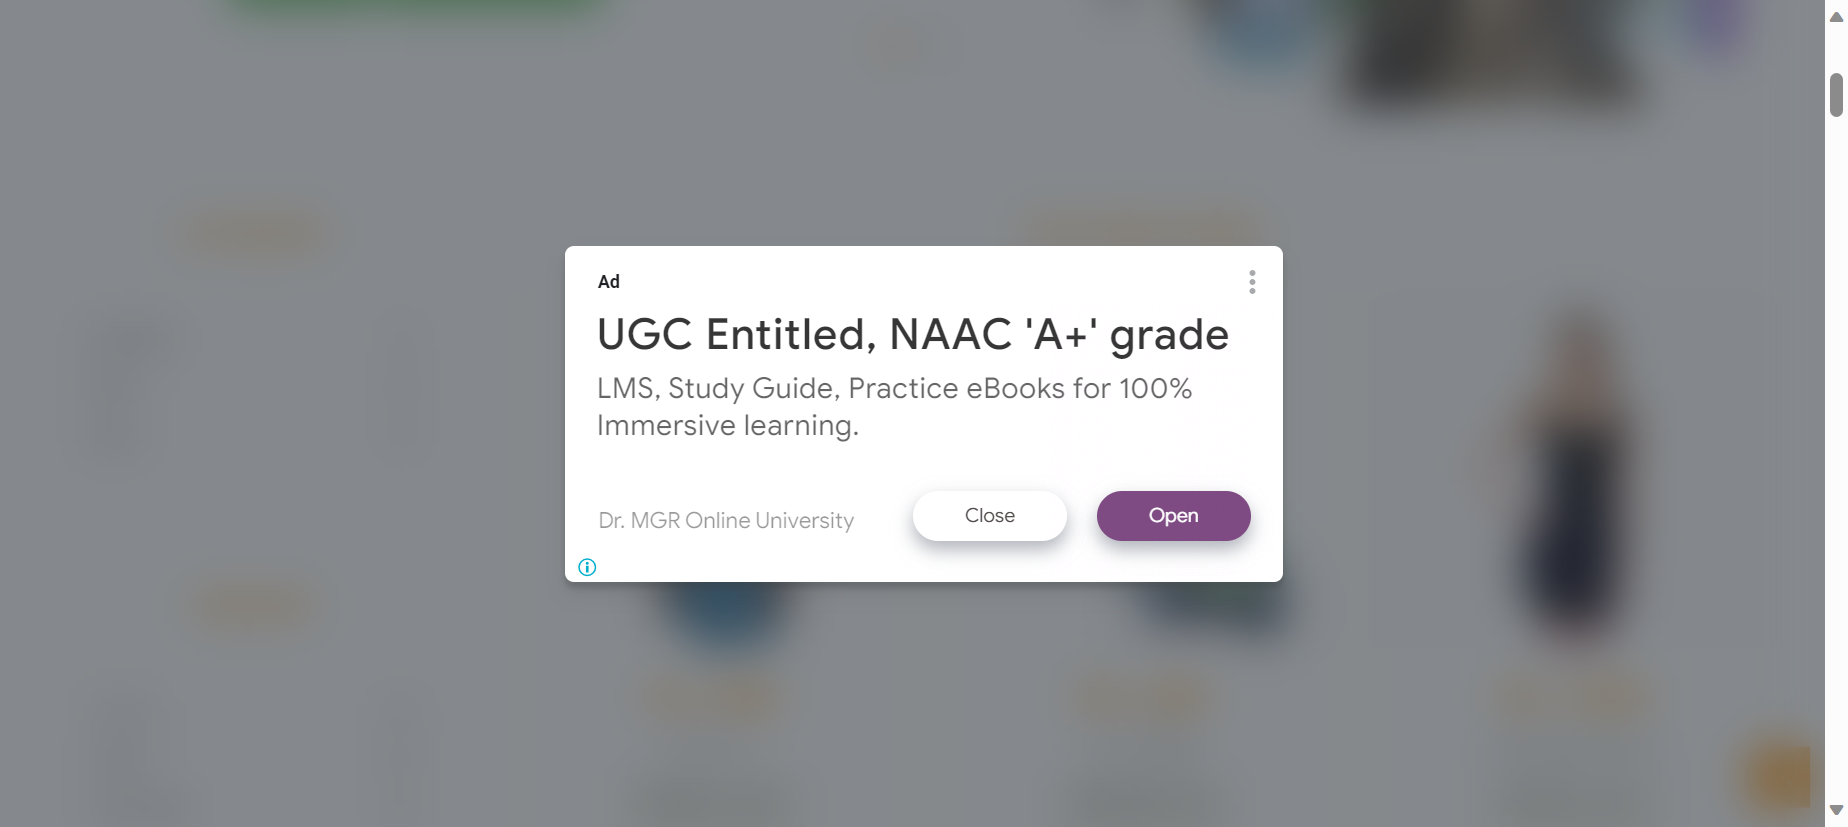 Ad
UGC Entitled, NAAC 'A+' grade
LMS, Study Guide, Practice eBooks for 100%
Immersive learning.
Dr. MGR Online University
Close
Open